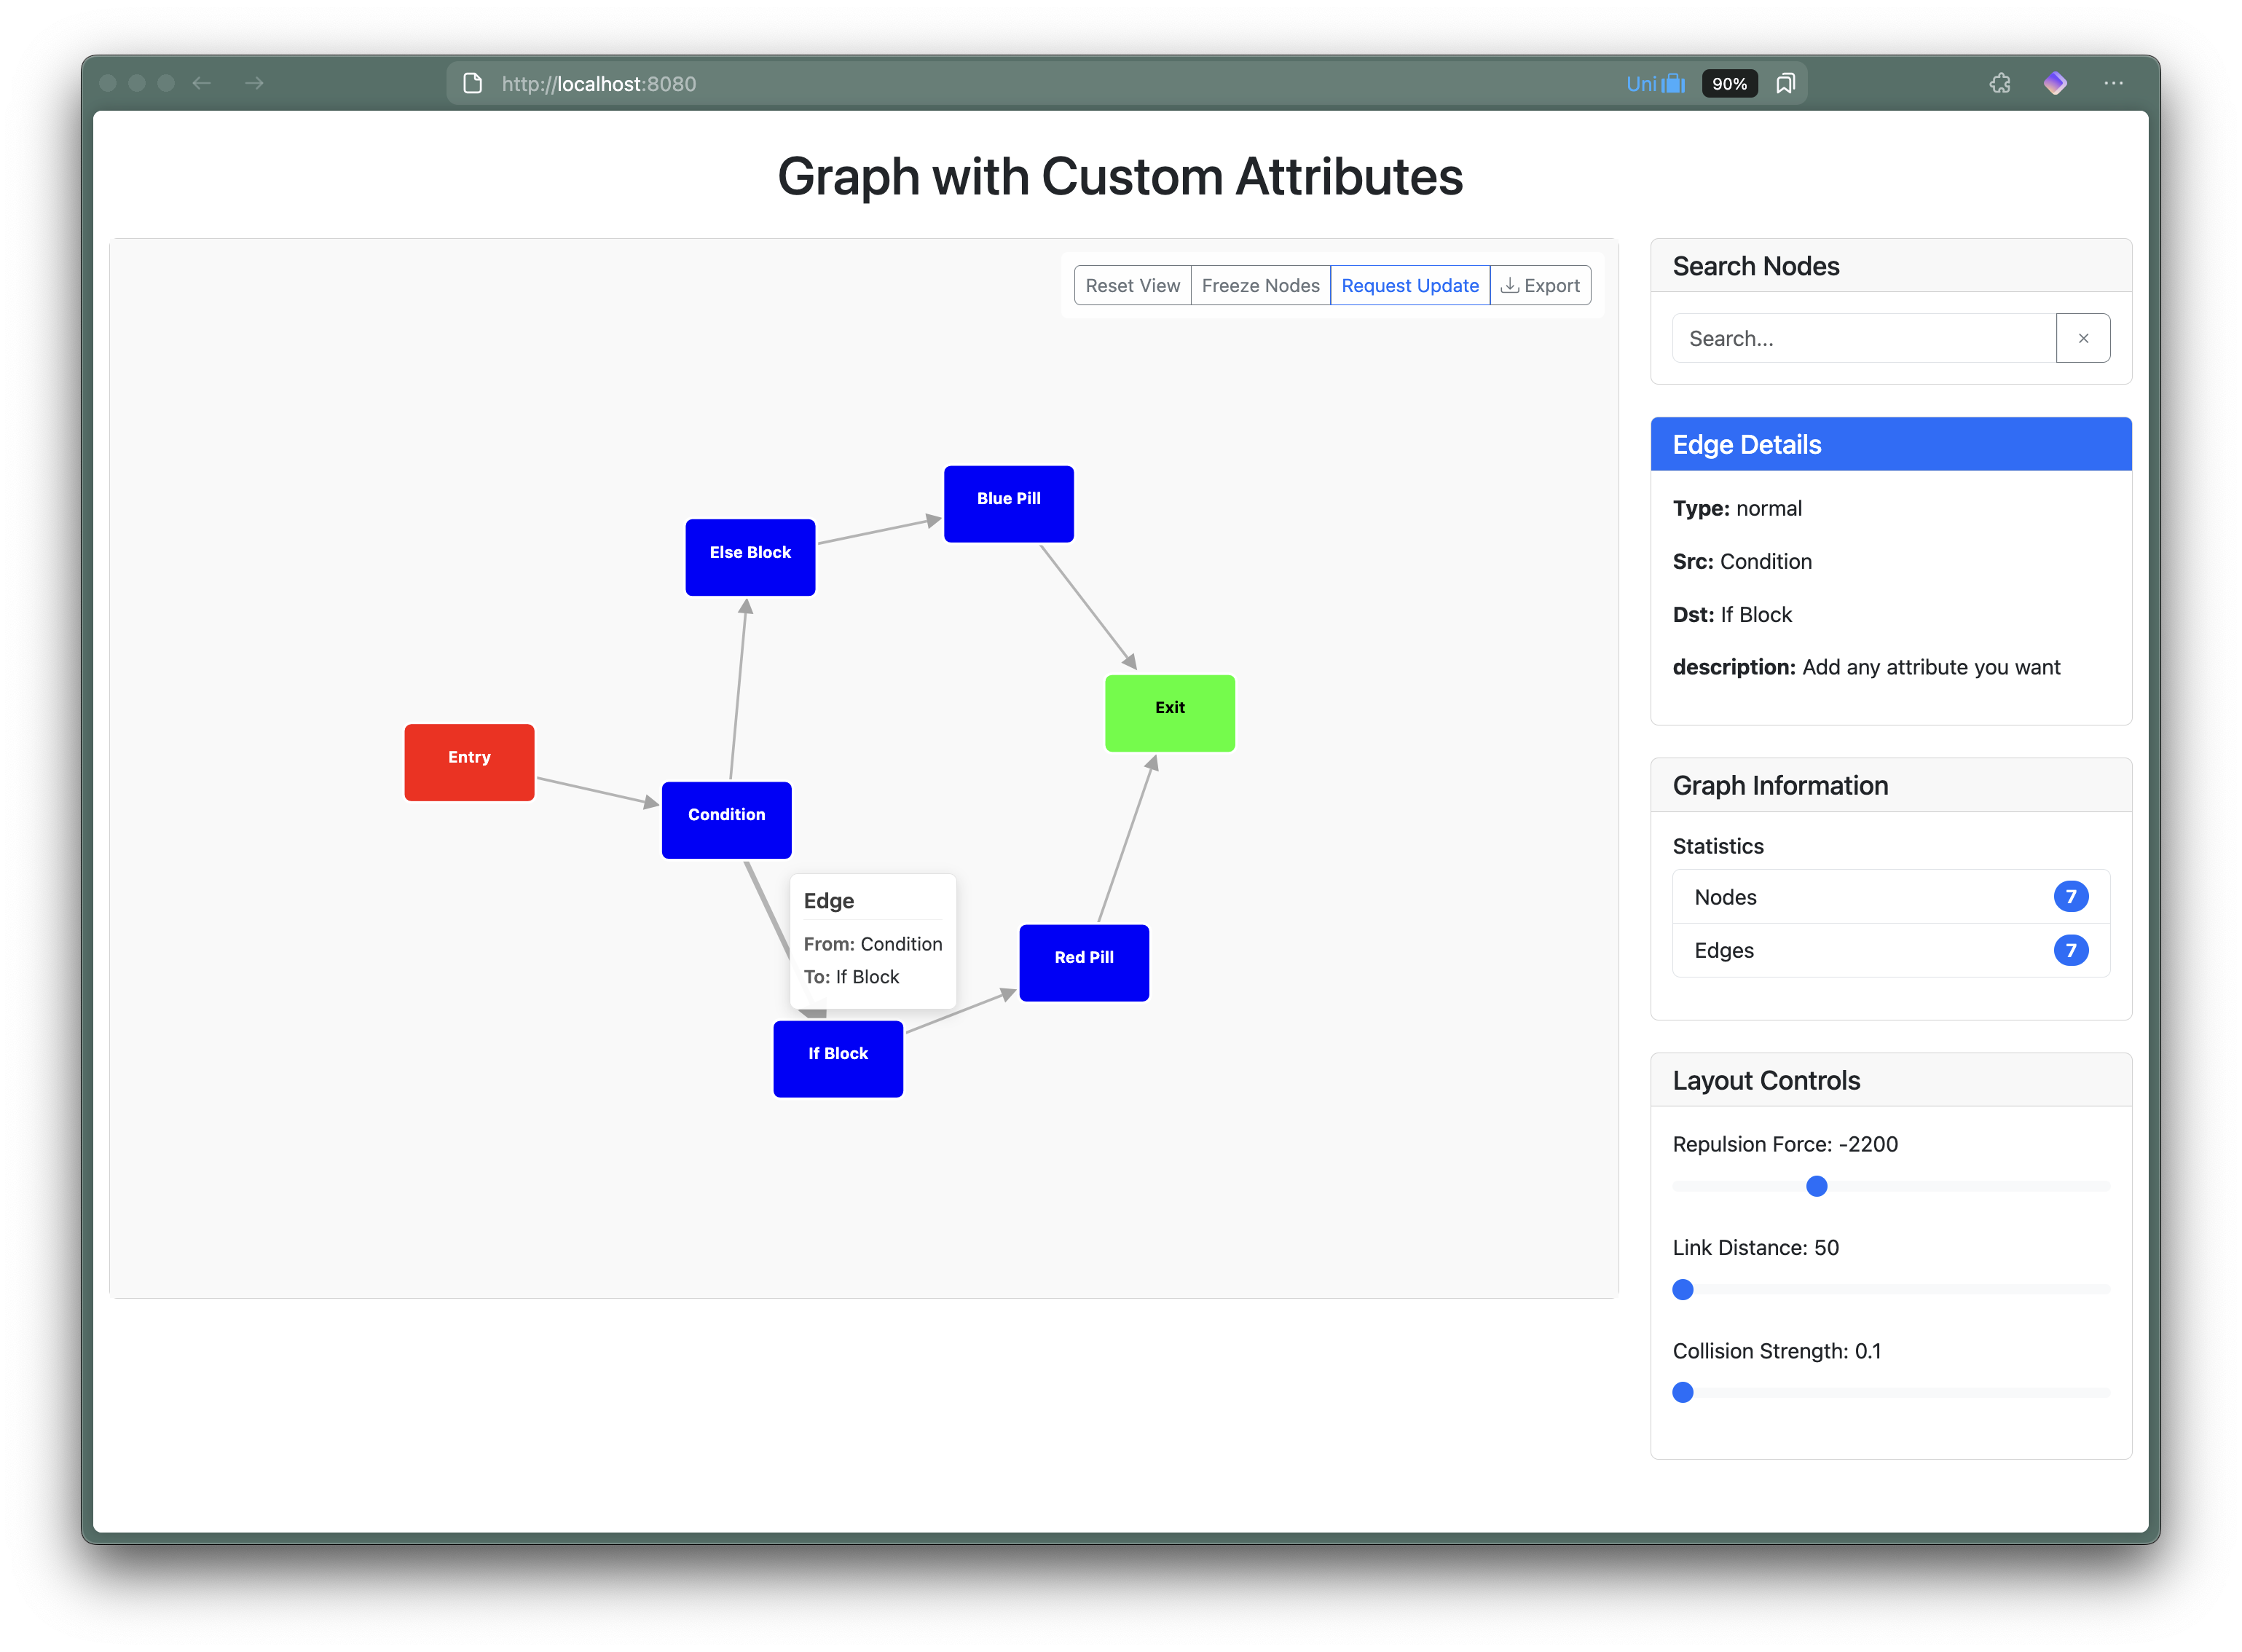 http://localhost:8080
Uni
90%
Graph with Custom Attributes
Reset View
Freeze Nodes
Request Update
Export
Blue Pill
Else Block
Exit
Entry
Condition
Edge
From: Condition
To: If Block
Red Pill
If Block
Search Nodes
Search...
Edge Details
Type: normal
Src: Condition
Dst: If Block
description: Add any attribute you want
Graph Information
Statistics
Nodes 7
Edges 7
Layout Controls
Repulsion Force: -2200
Link Distance: 50
Collision Strength: 0.1